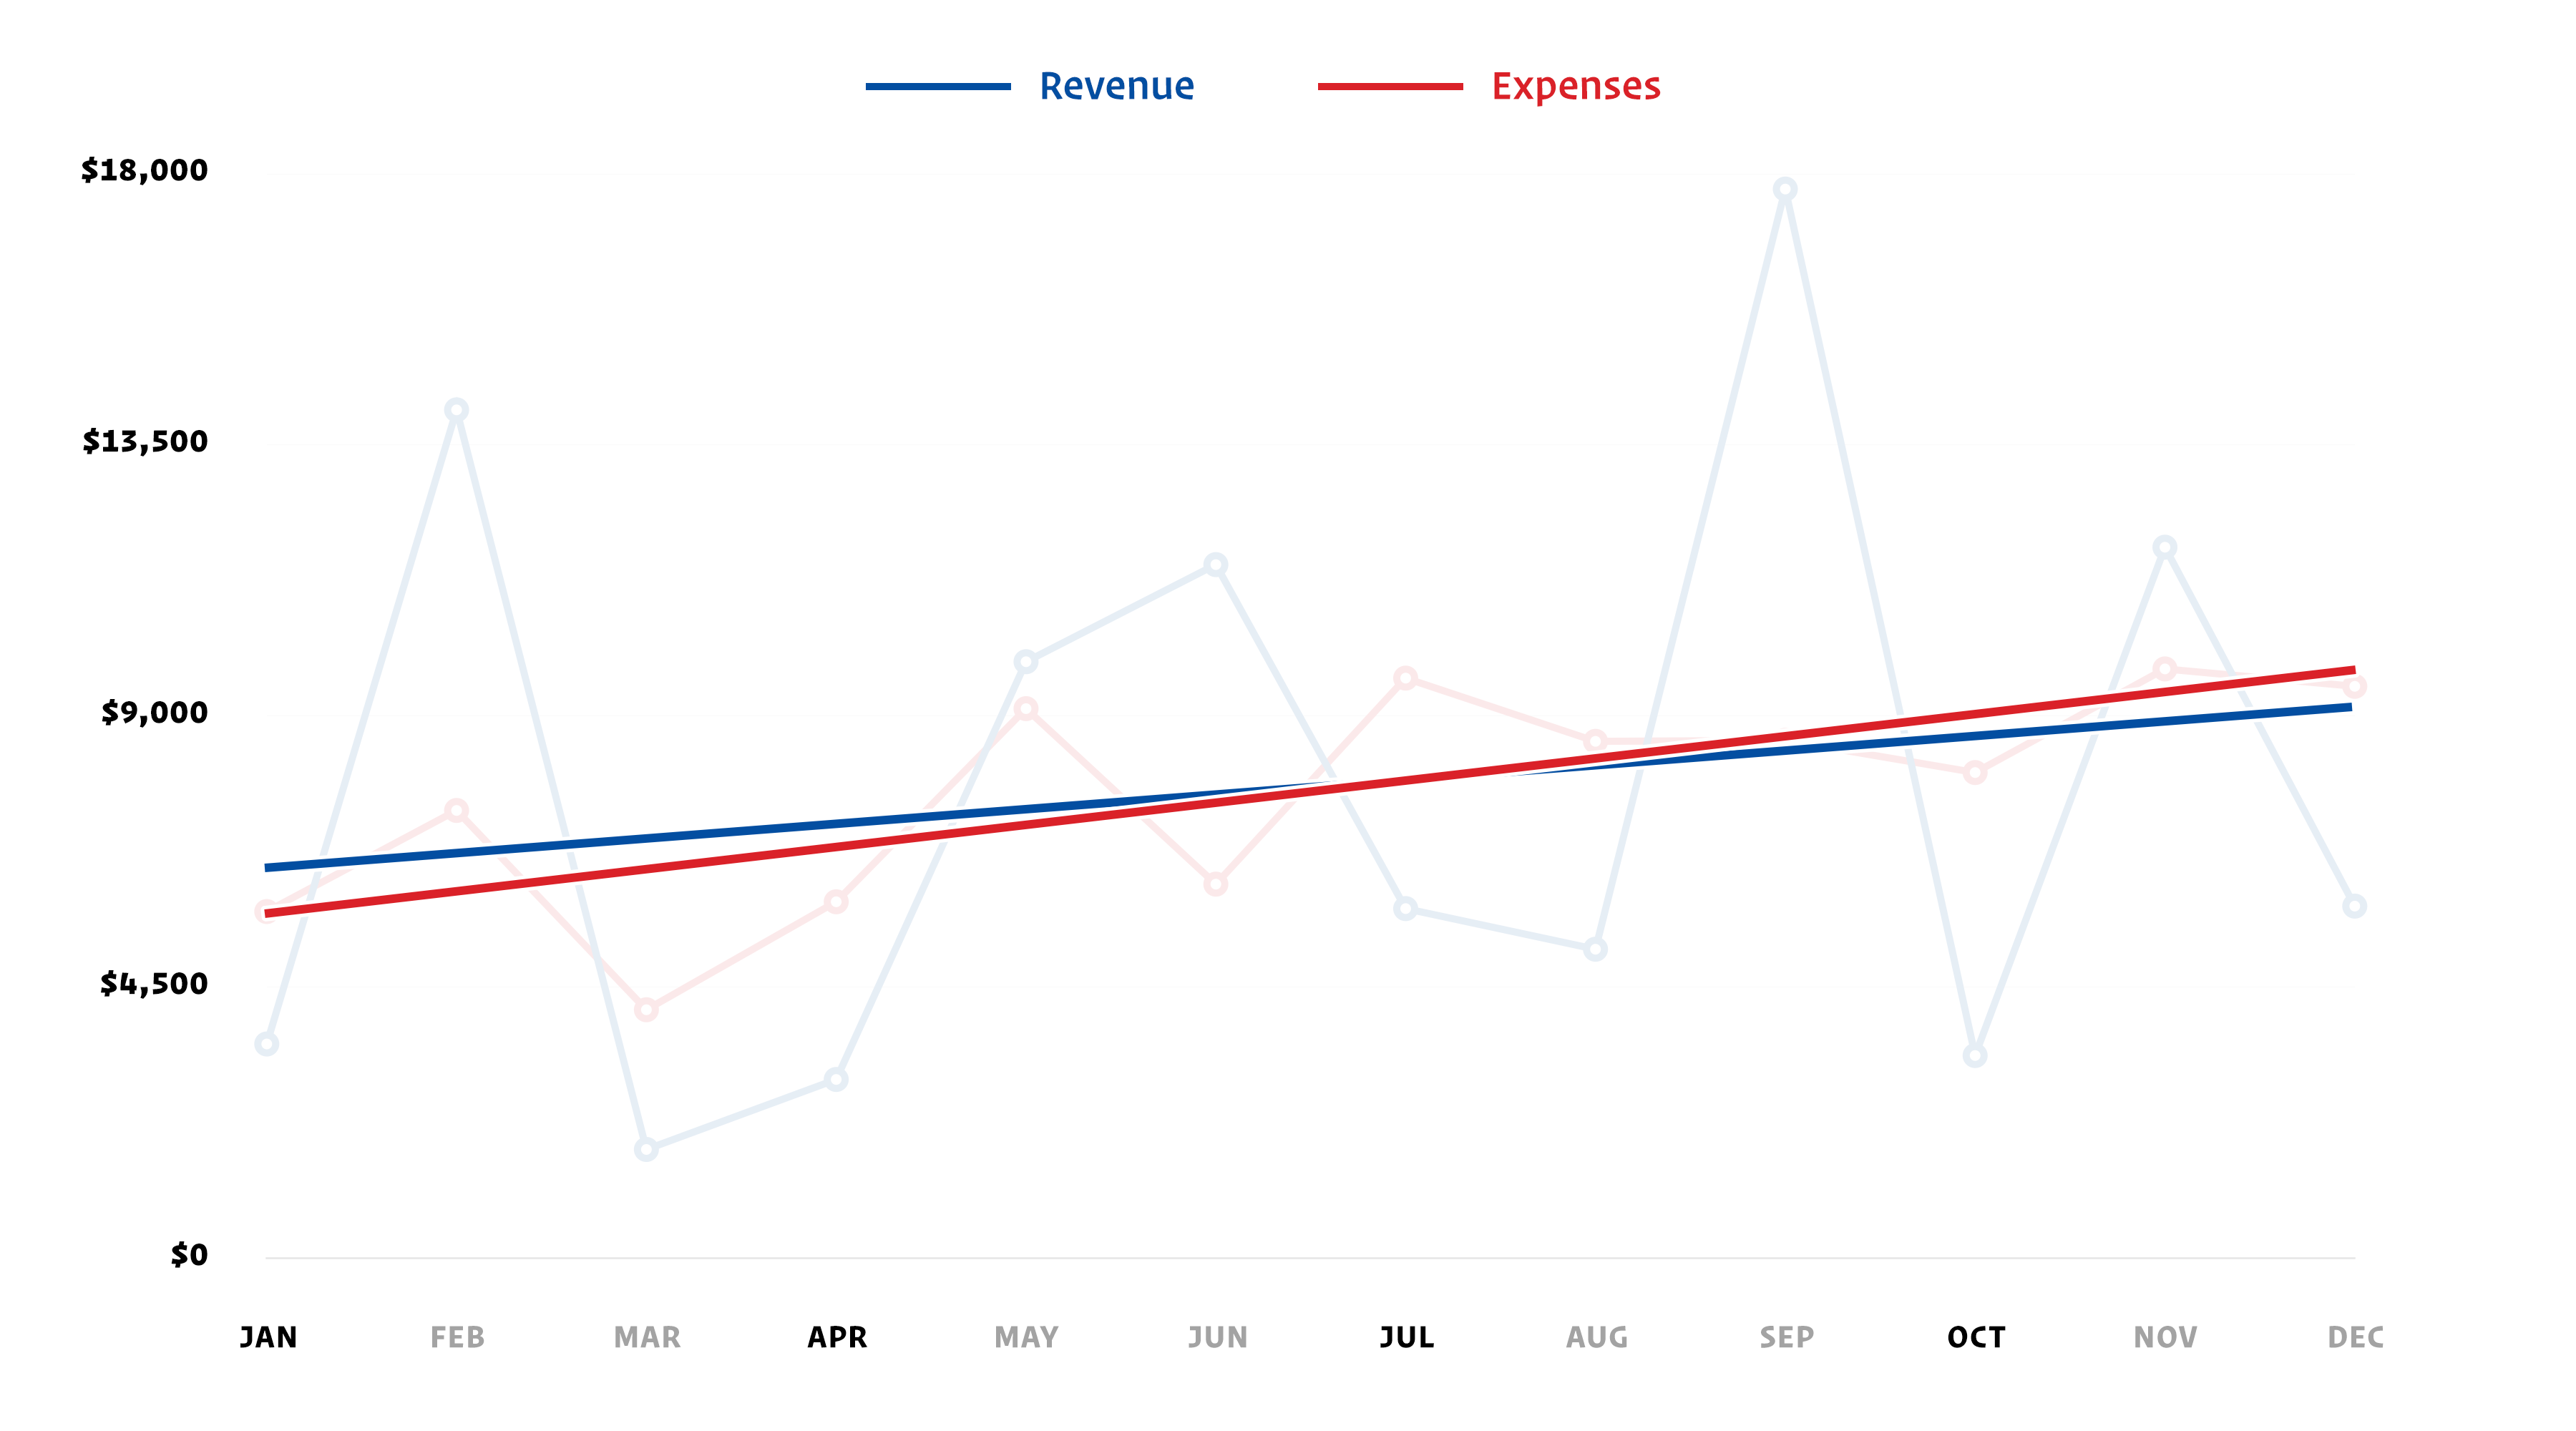 Revenue Expenses
$18,000
$13,500
$9,000
$4,500
$0
JAN FEB MAR APR MAY JUN JUL AUG SEP OCT NOV DEC